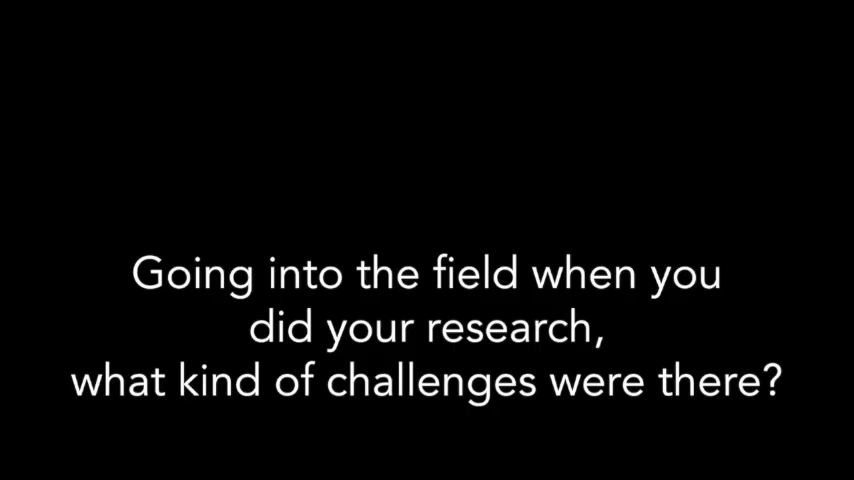 Going into the field when you
did your research,
what kind of challenges were there?